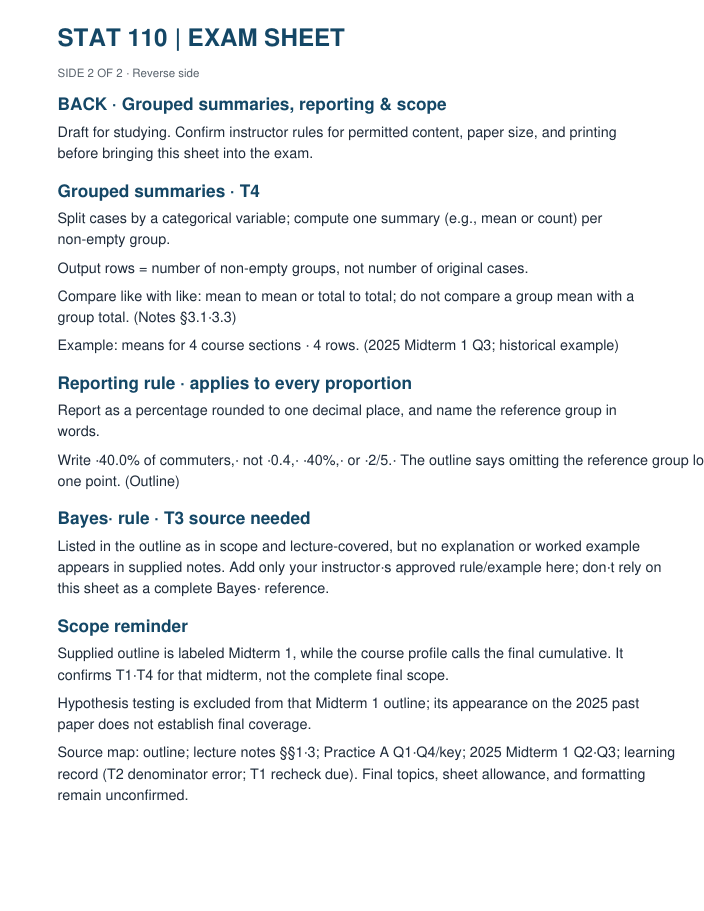 STAT 110 | EXAM SHEET
SIDE 2 OF 2 · Reverse side
BACK · Grouped summaries, reporting & scope
Draft for studying. Confirm instructor rules for permitted content, paper size, and printing
before bringing this sheet into the exam.
Grouped summaries · T4
Split cases by a categorical variable; compute one summary (e.g., mean or count) per
non-empty group.
Output rows = number of non-empty groups, not number of original cases.
Compare like with like: mean to mean or total to total; do not compare a group mean with a
group total. (Notes §3.1·3.3)
Example: means for 4 course sections · 4 rows. (2025 Midterm 1 Q3; historical example)
Reporting rule · applies to every proportion
Report as a percentage rounded to one decimal place, and name the reference group in
words.
Write ·40.0% of commuters,· not ·0.4,· ·40%,· or ·2/5.· The outline says omitting the reference group lo
one point. (Outline)
Bayes· rule · T3 source needed
Listed in the outline as in scope and lecture-covered, but no explanation or worked example
appears in supplied notes. Add only your instructor·s approved rule/example here; don·t rely on
this sheet as a complete Bayes· reference.
Scope reminder
Supplied outline is labeled Midterm 1, while the course profile calls the final cumulative. It
confirms T1·T4 for that midterm, not the complete final scope.
Hypothesis testing is excluded from that Midterm 1 outline; its appearance on the 2025 past
paper does not establish final coverage.
Source map: outline; lecture notes §§1·3; Practice A Q1·Q4/key; 2025 Midterm 1 Q2·Q3; learning
record (T2 denominator error; T1 recheck due). Final topics, sheet allowance, and formatting
remain unconfirmed.